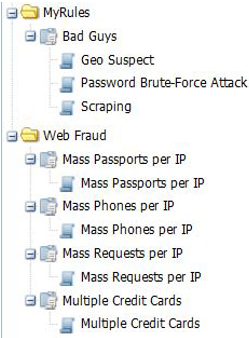 MyRules
Bad Guys
Geo Suspect
Password Brute-Force Attack
Scraping
Web Fraud
Mass Passports per IP
Mass Passports per IP
Mass Phones per IP
Mass Phones per IP
Mass Requests per IP
Mass Requests per IP
Multiple Credit Cards
Multiple Credit Cards